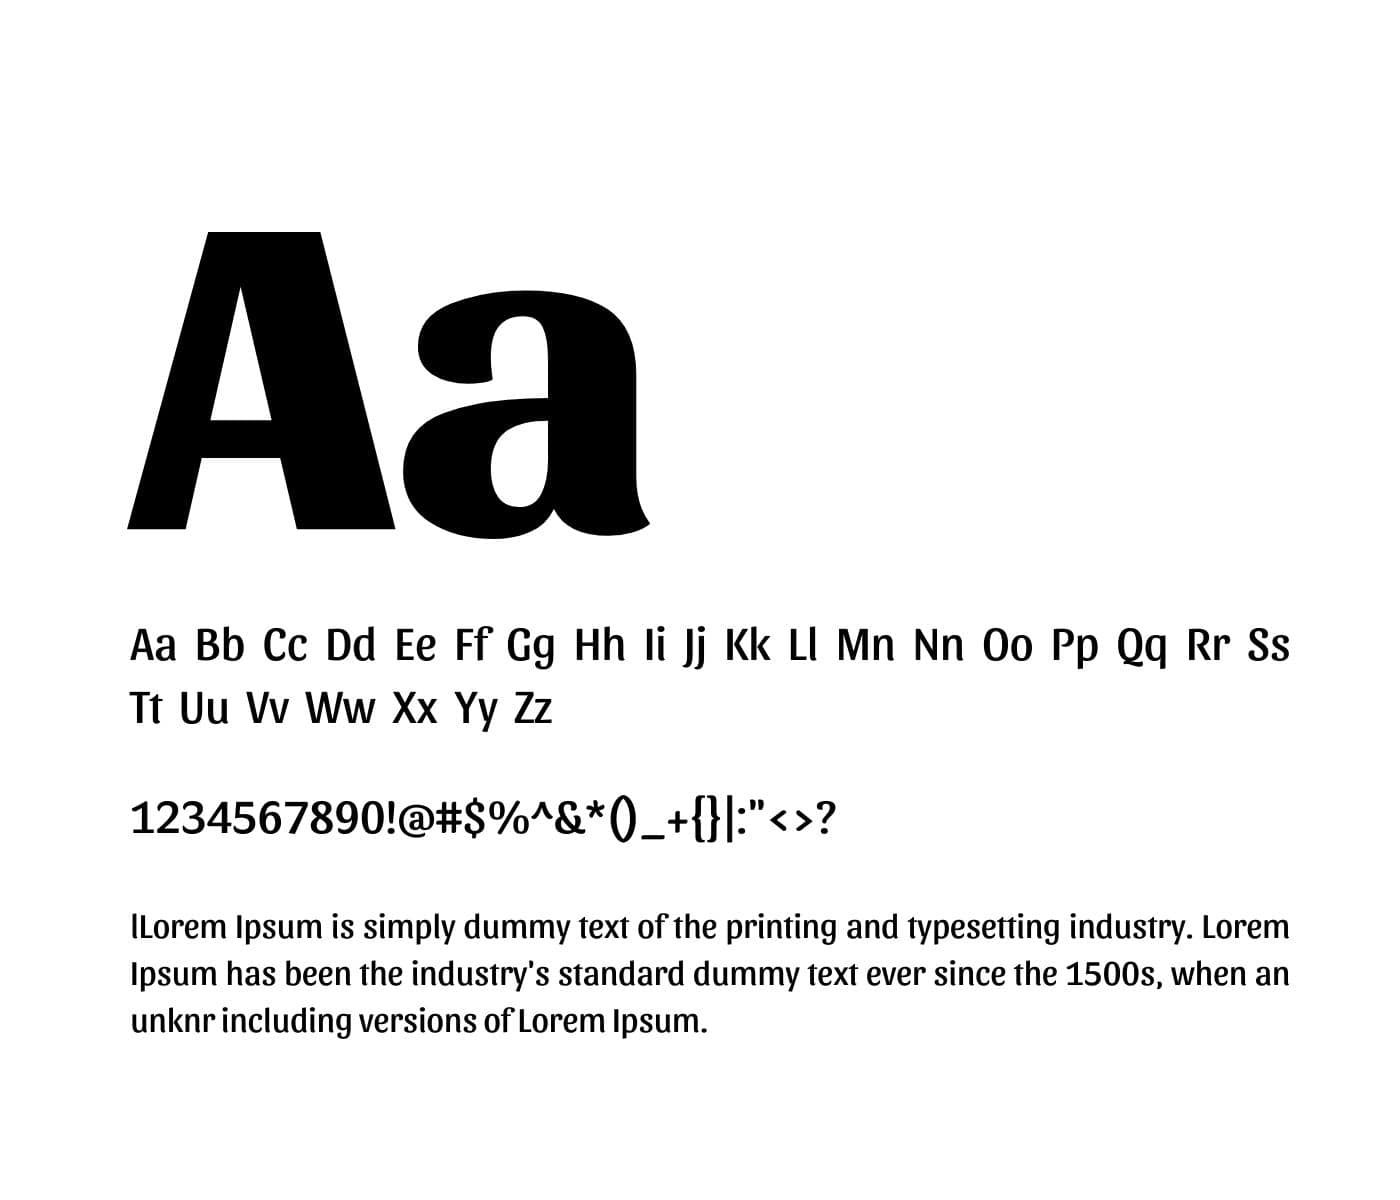 Aa
Aa Bb Cc Dd Ee Ff Gg Hh Ii Jj Kk Ll Mn Nn Oo Pp Qq Rr Ss
Tt Uu Vv Ww Xx Yy Zz
1234567890!@#$%^&*()_+{}|:"<>?
lLorem Ipsum is simply dummy text of the printing and typesetting industry. Lorem
Ipsum has been the industry's standard dummy text ever since the 1500s, when an
unknr including versions of Lorem Ipsum.